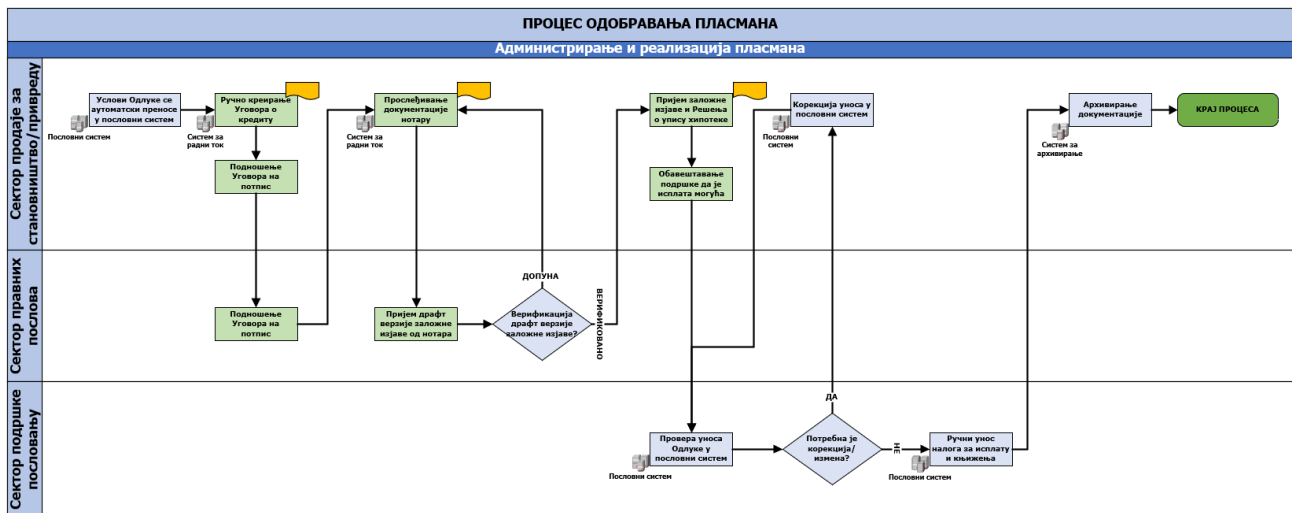 ПРОЦЕС ОДОБРАВАЊА ПЛАСМАНА
Администрирање и реализација пласмана
Сектор продаје за
становништво/привреду
Услови Одлуке се
аутоматски преносе
у пословни систем
Пословни систем
Ручно креирање
Уговора о
кредиту
Систем за
радни ток
Подношење
Уговора на
потпис
Прослеђивање
документације
нотару
Систем за
радни ток
Пријем заложне
изјаве и Решења
о упису хипотеке
Обавештавање
подршке да је
исплата могућа
Корекција уноса у
пословни систем
Пословни
систем
Архивирање
документације
Систем за
архивирање
КРАЈ ПРОЦЕСА
Сектор правних
послова
Подношење
Уговора на
потпис
Пријем драфт
верзије заложне
изјаве од нотара
ДОПУНА
Верификација
драфт верзије
заложне изјаве?
ВЕРИФИКОВАНО
Сектор подршке
пословању
Провера уноса
Одлуке у
пословни систем
Пословни систем
ДА
Потребна је
корекција/
измена?
НЕ
Ручни унос
налога за исплату
и књижења
Пословни систем